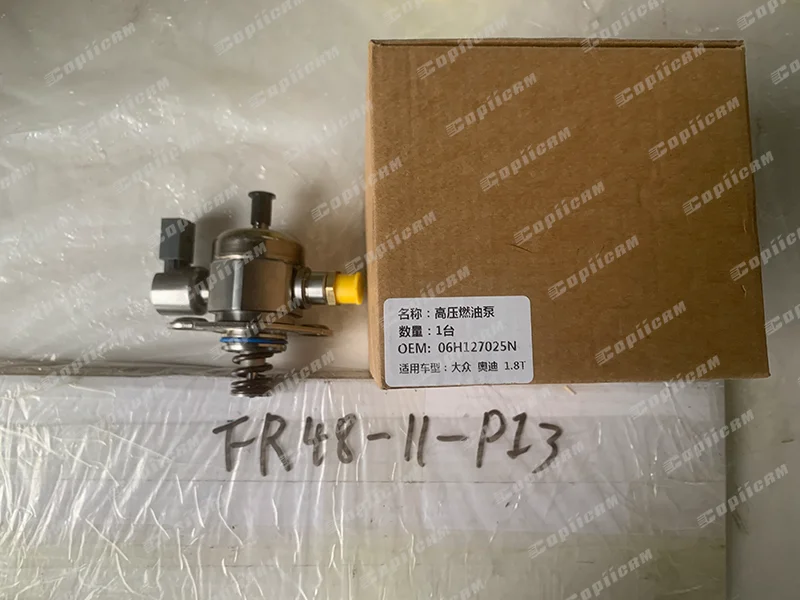 名称：高压燃油泵
数量：1台
OEM: 06H127025N
适用车型：大众 奥迪 1.8T
FR48-11-P13
CopiiCAM